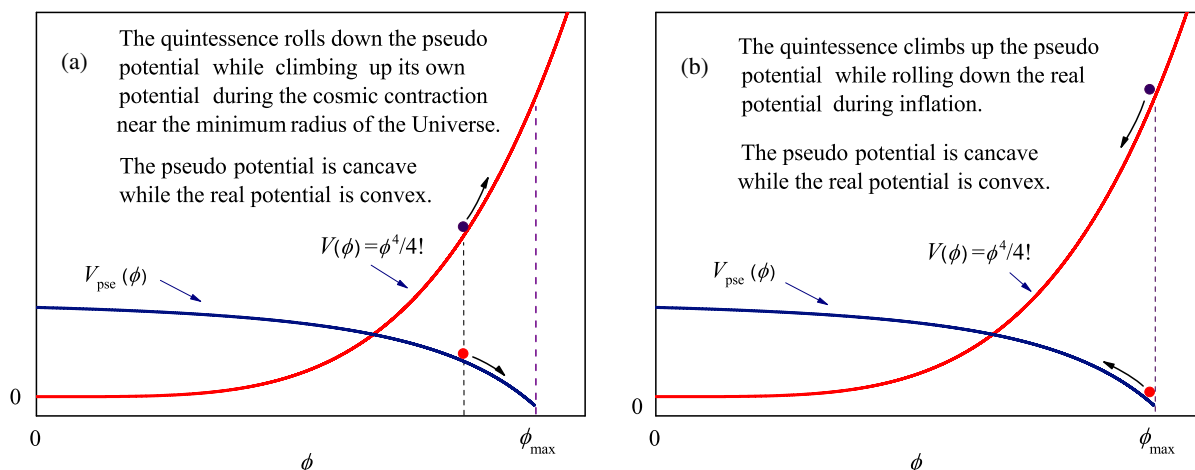 (a)
The quintesence rolls down the pseudo
potential while climbing up its own
potential during the cosmic contraction
near the minimum radius of the Universe.
The pseudo potential is cancave
while the real potential is convex.
V(ϕ)=ϕ⁴/4!
V_pse (ϕ)
0
0
ϕ_max
ϕ
(b)
The quintessence climbs up the pseudo
potential while rolling down the real
potential during inflation.
The pseudo potential is cancave
while the real potential is convex.
V(ϕ)=ϕ⁴/4!
V_pse (ϕ)
0
0
ϕ_max
ϕ